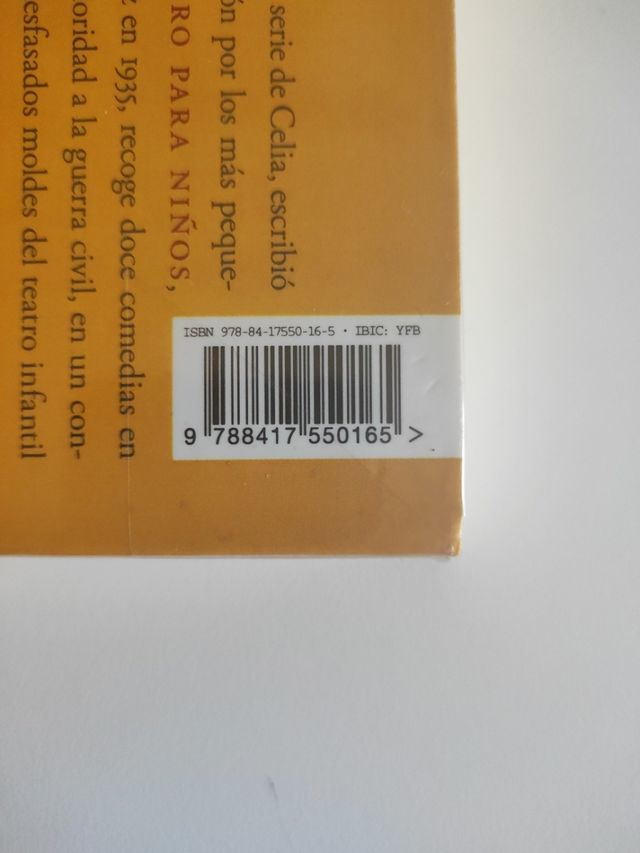 serie de Celia, escribió
ón por los más peque-
RO PARA NIÑOS,
z en 1935, recoge doce comedias en
oridad a la guerra civil, en un con-
esfasados moldes del teatro infantil
ISBN 978-84-17550-16-5 · IBIC: YFB
9 788417 550165 >